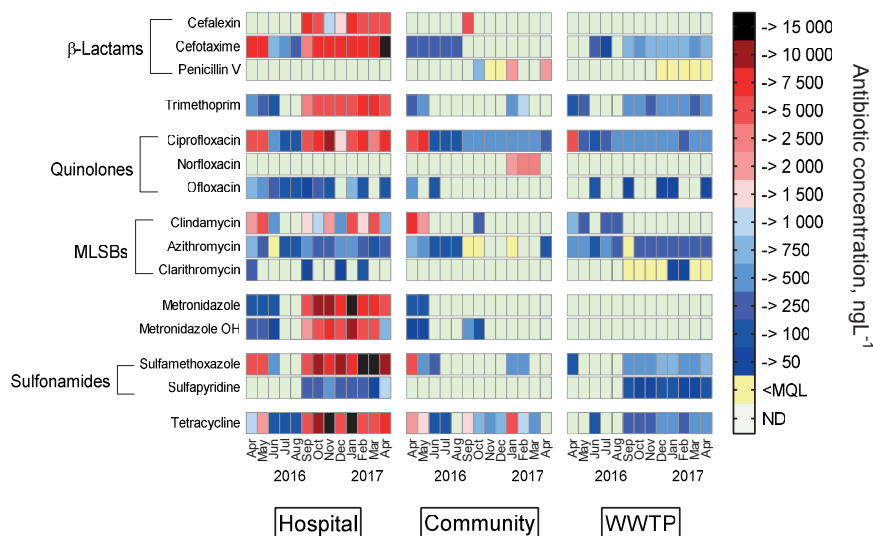 β-Lactams
Cefalexin
Cefotaxime
Penicillin V
Trimethoprim
Quinolones
Ciprofloxacin
Norfloxacin
Ofloxacin
MLSBs
Clindamycin
Azithromycin
Clarithromycin
Metronidazole
Metronidazole OH
Sulfonamides
Sulfamethoxazole
Sulfapyridine
Tetracycline
Apr May Jun Jul Aug Sep Oct Nov Dec Jan Feb Mar Apr
2016 2017
Hospital
Apr May Jun Jul Aug Sep Oct Nov Dec Jan Feb Mar Apr
2016 2017
Community
Apr May Jun Jul Aug Sep Oct Nov Dec Jan Feb Mar Apr
2016 2017
WWTP
-> 15 000
-> 10 000
-> 7 500
-> 5 000
-> 2 500
-> 2 000
-> 1 500
-> 1 000
-> 750
-> 500
-> 250
-> 100
-> 50
<MQL
ND
Antibiotic concentration, ngL⁻¹